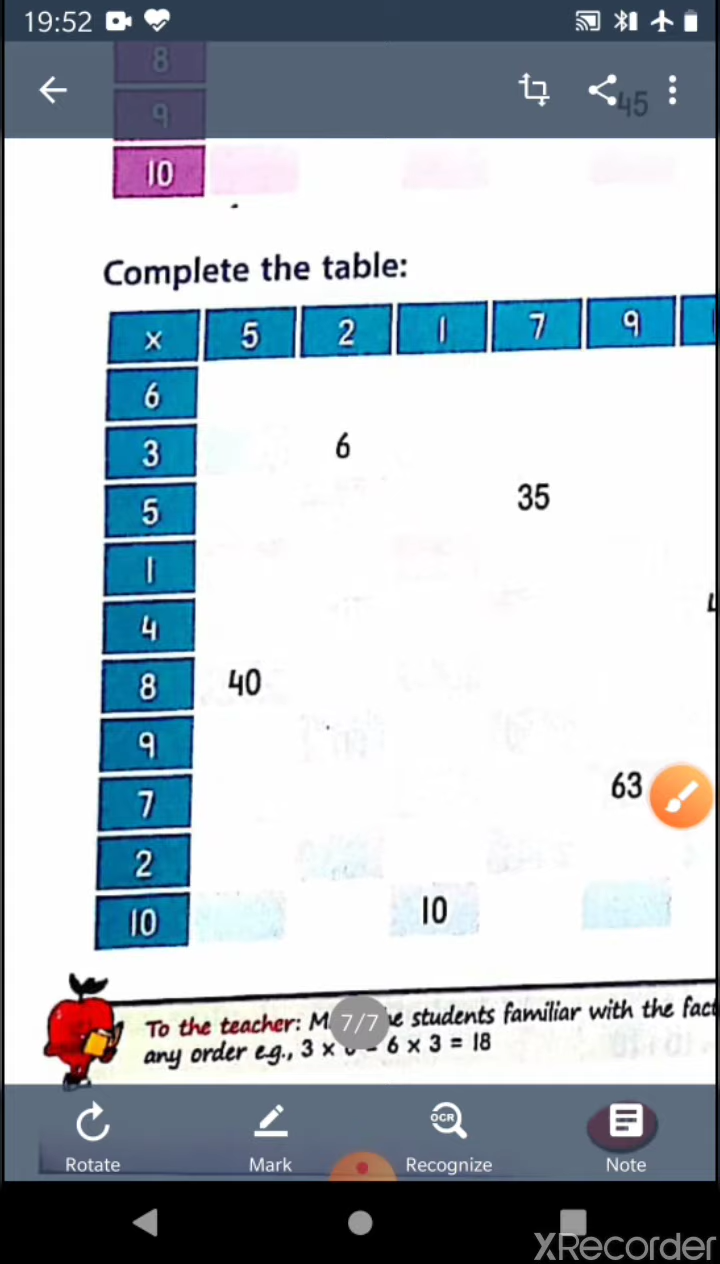 19:52
8
9
45
10
Complete the table:
x 5 2 1 7 9
6
3 6
5 35
1
4
8 40
9
7 63
2
10 10
To the teacher: M 7/7 e students familiar with the fact
any order e.g., 3 x 6 = 6 x 3 = 18
OCR
Rotate Mark Recognize Note
XRecorder